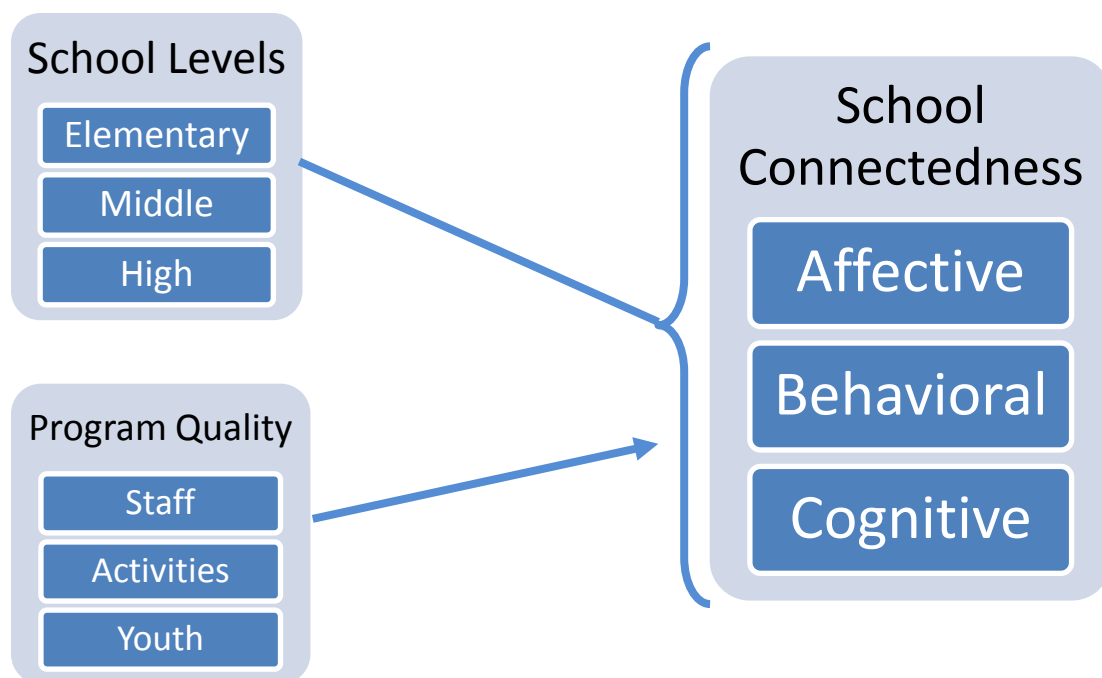 School Levels
Elementary
Middle
High
Program Quality
Staff
Activities
Youth
School
Connectedness
Affective
Behavioral
Cognitive